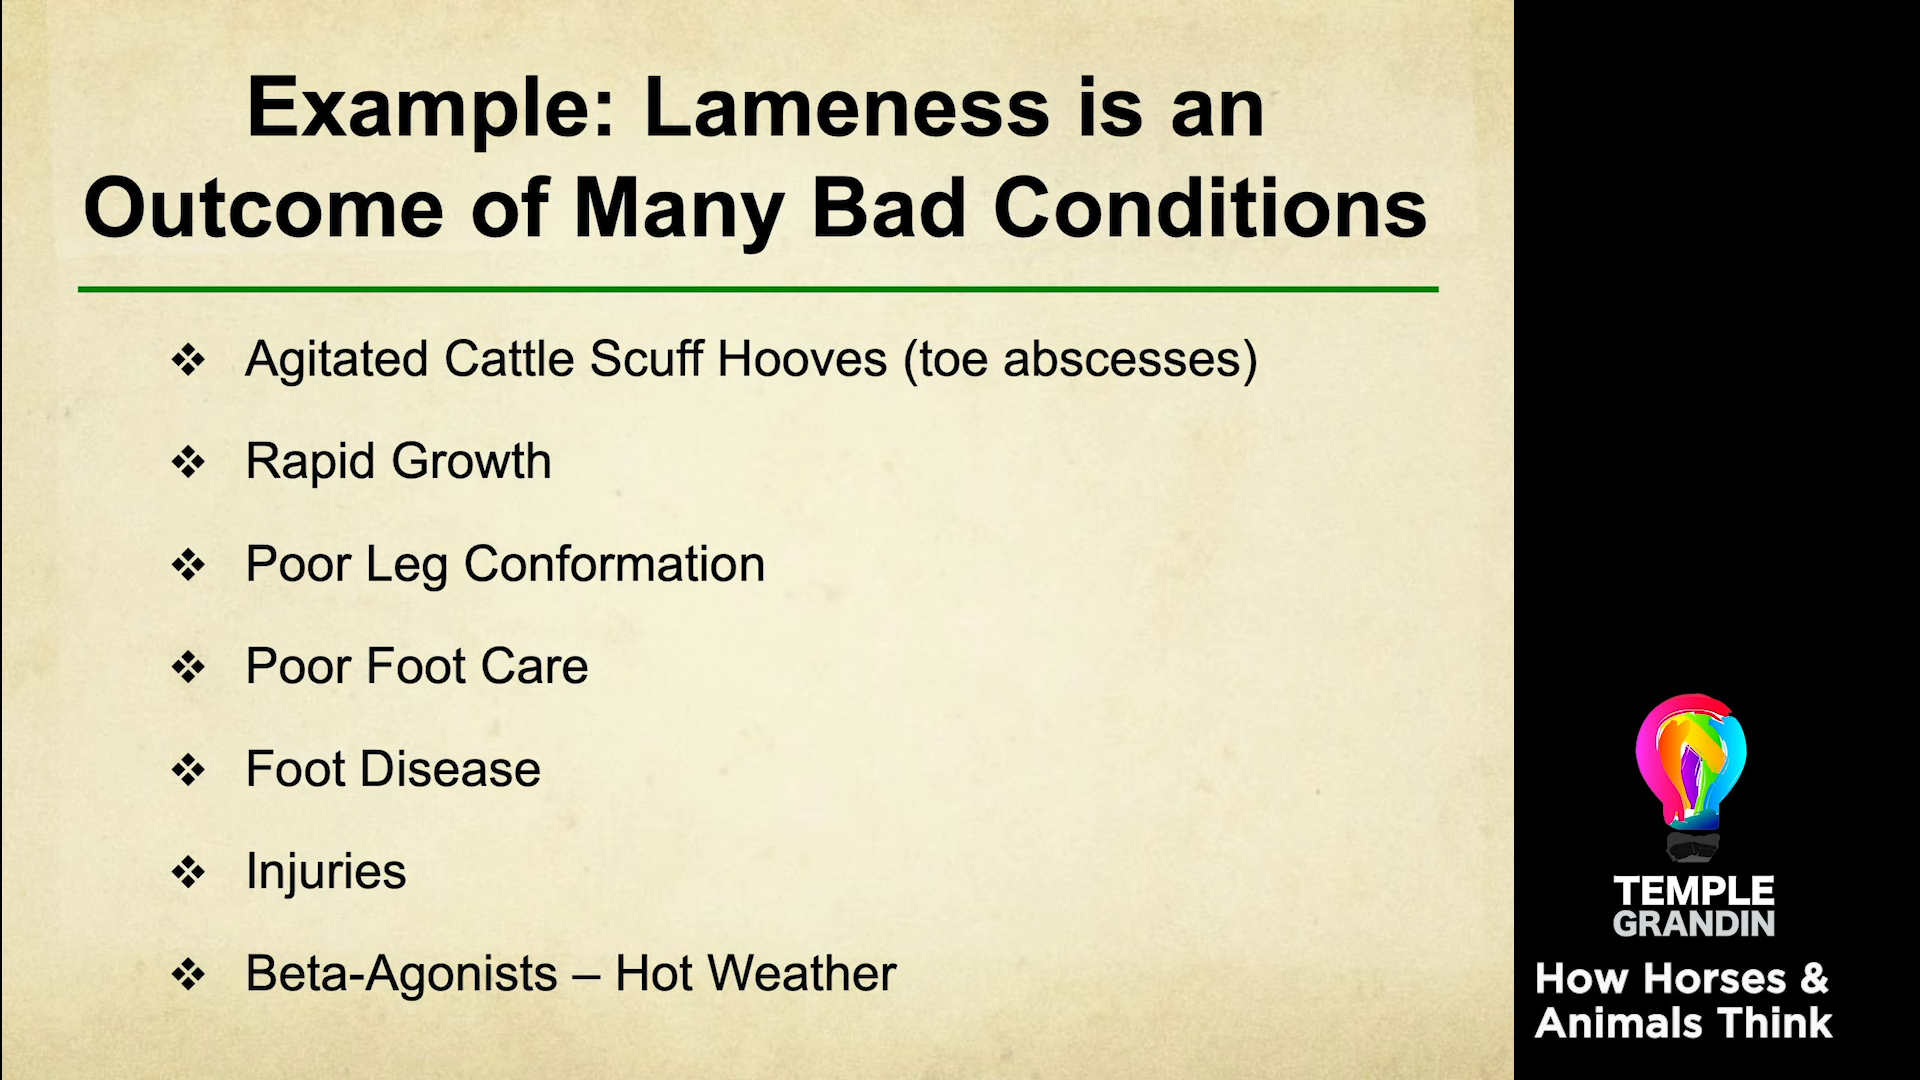 Example: Lameness is an
Outcome of Many Bad Conditions
❖ Agitated Cattle Scuff Hooves (toe abscesses)
❖ Rapid Growth
❖ Poor Leg Conformation
❖ Poor Foot Care
❖ Foot Disease
❖ Injuries
❖ Beta-Agonists – Hot Weather
TEMPLE
GRANDIN
How Horses &
Animals Think